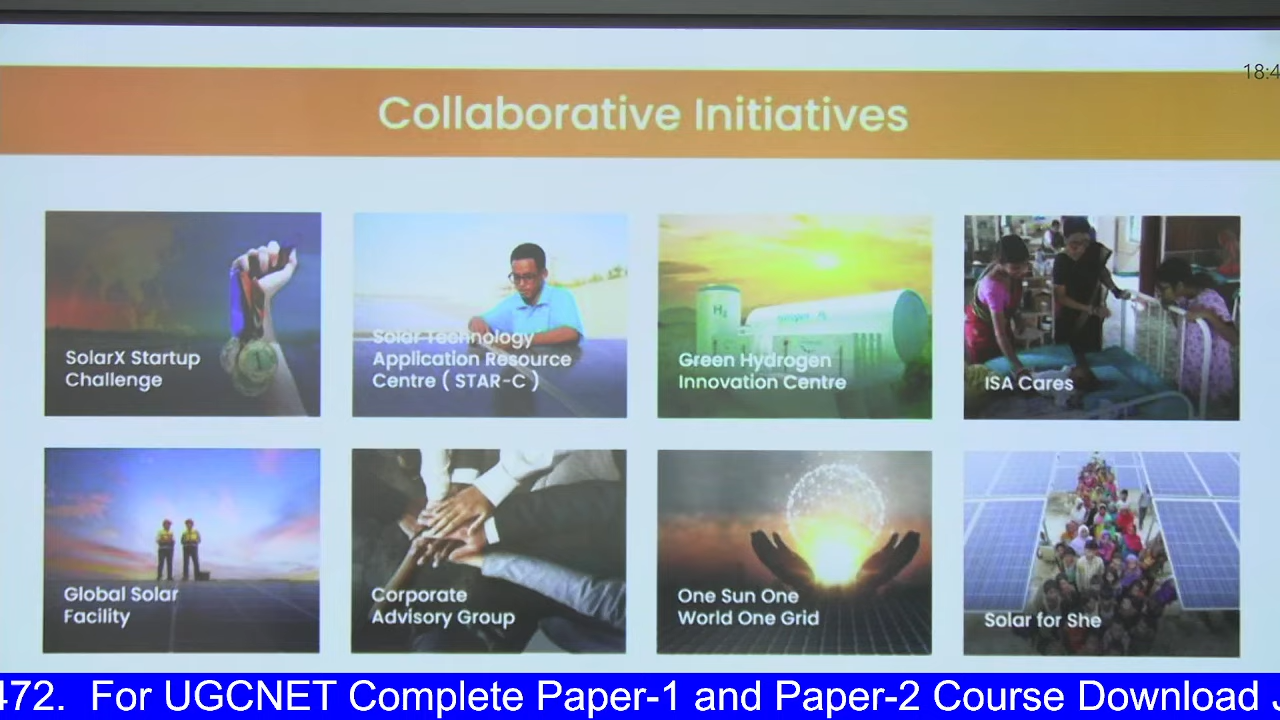 18:4
Collaborative Initiatives
SolarX Startup
Challenge
Solar Technology
Application Resource
Centre ( STAR-C )
H₂
Green Hydrogen
Innovation Centre
ISA Cares
Global Solar
Facility
Corporate
Advisory Group
One Sun One
World One Grid
Solar for She
472. For UGCNET Complete Paper-1 and Paper-2 Course Download